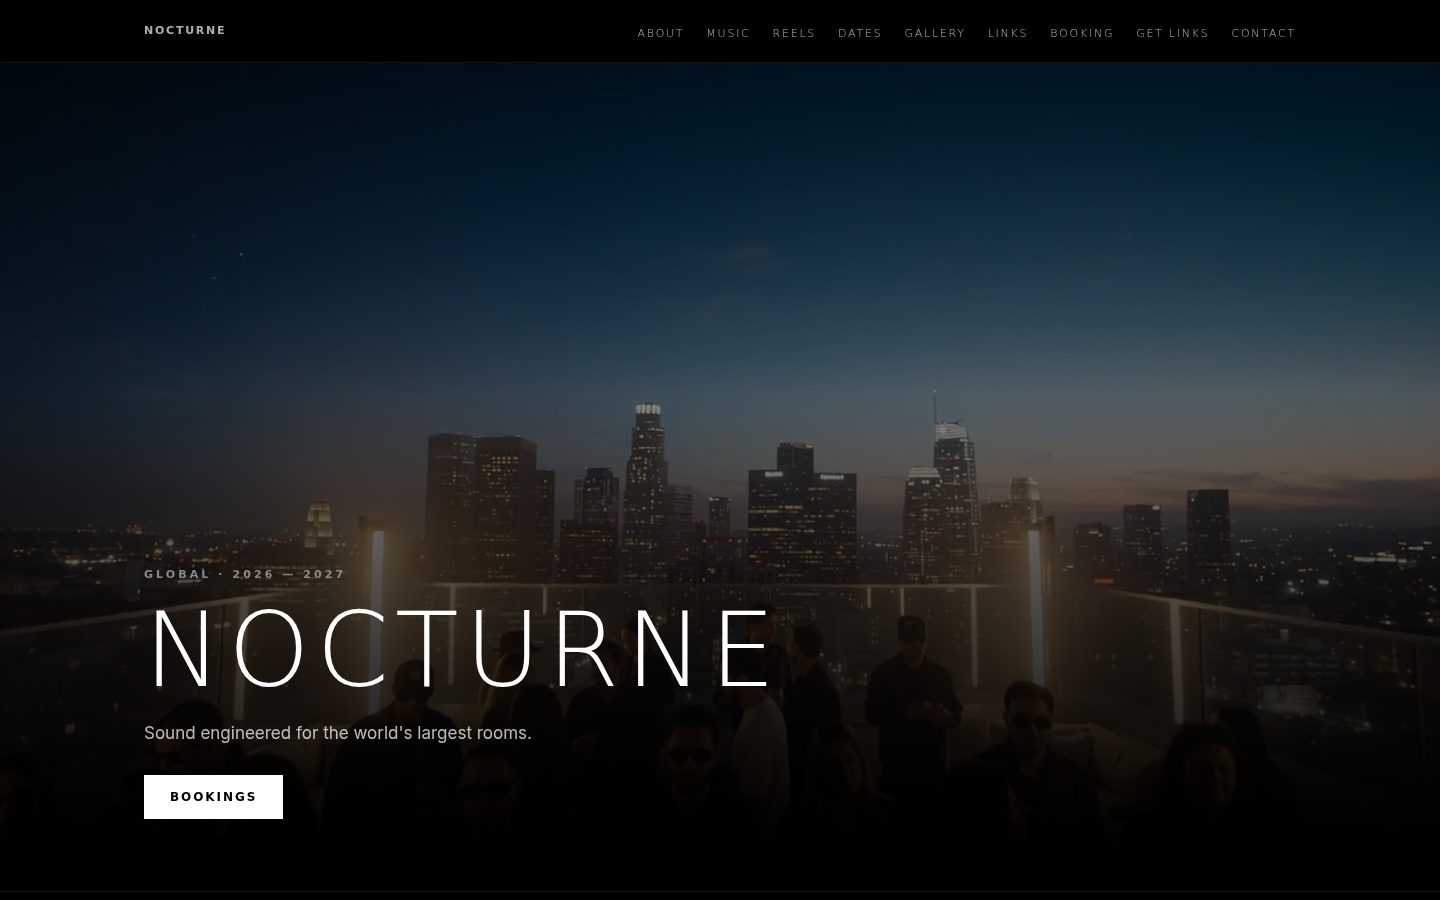 NOCTURNE
ABOUT MUSIC REELS DATES GALLERY LINKS BOOKING GET LINKS CONTACT
GLOBAL · 2026 — 2027
NOCTURNE
Sound engineered for the world's largest rooms.
BOOKINGS